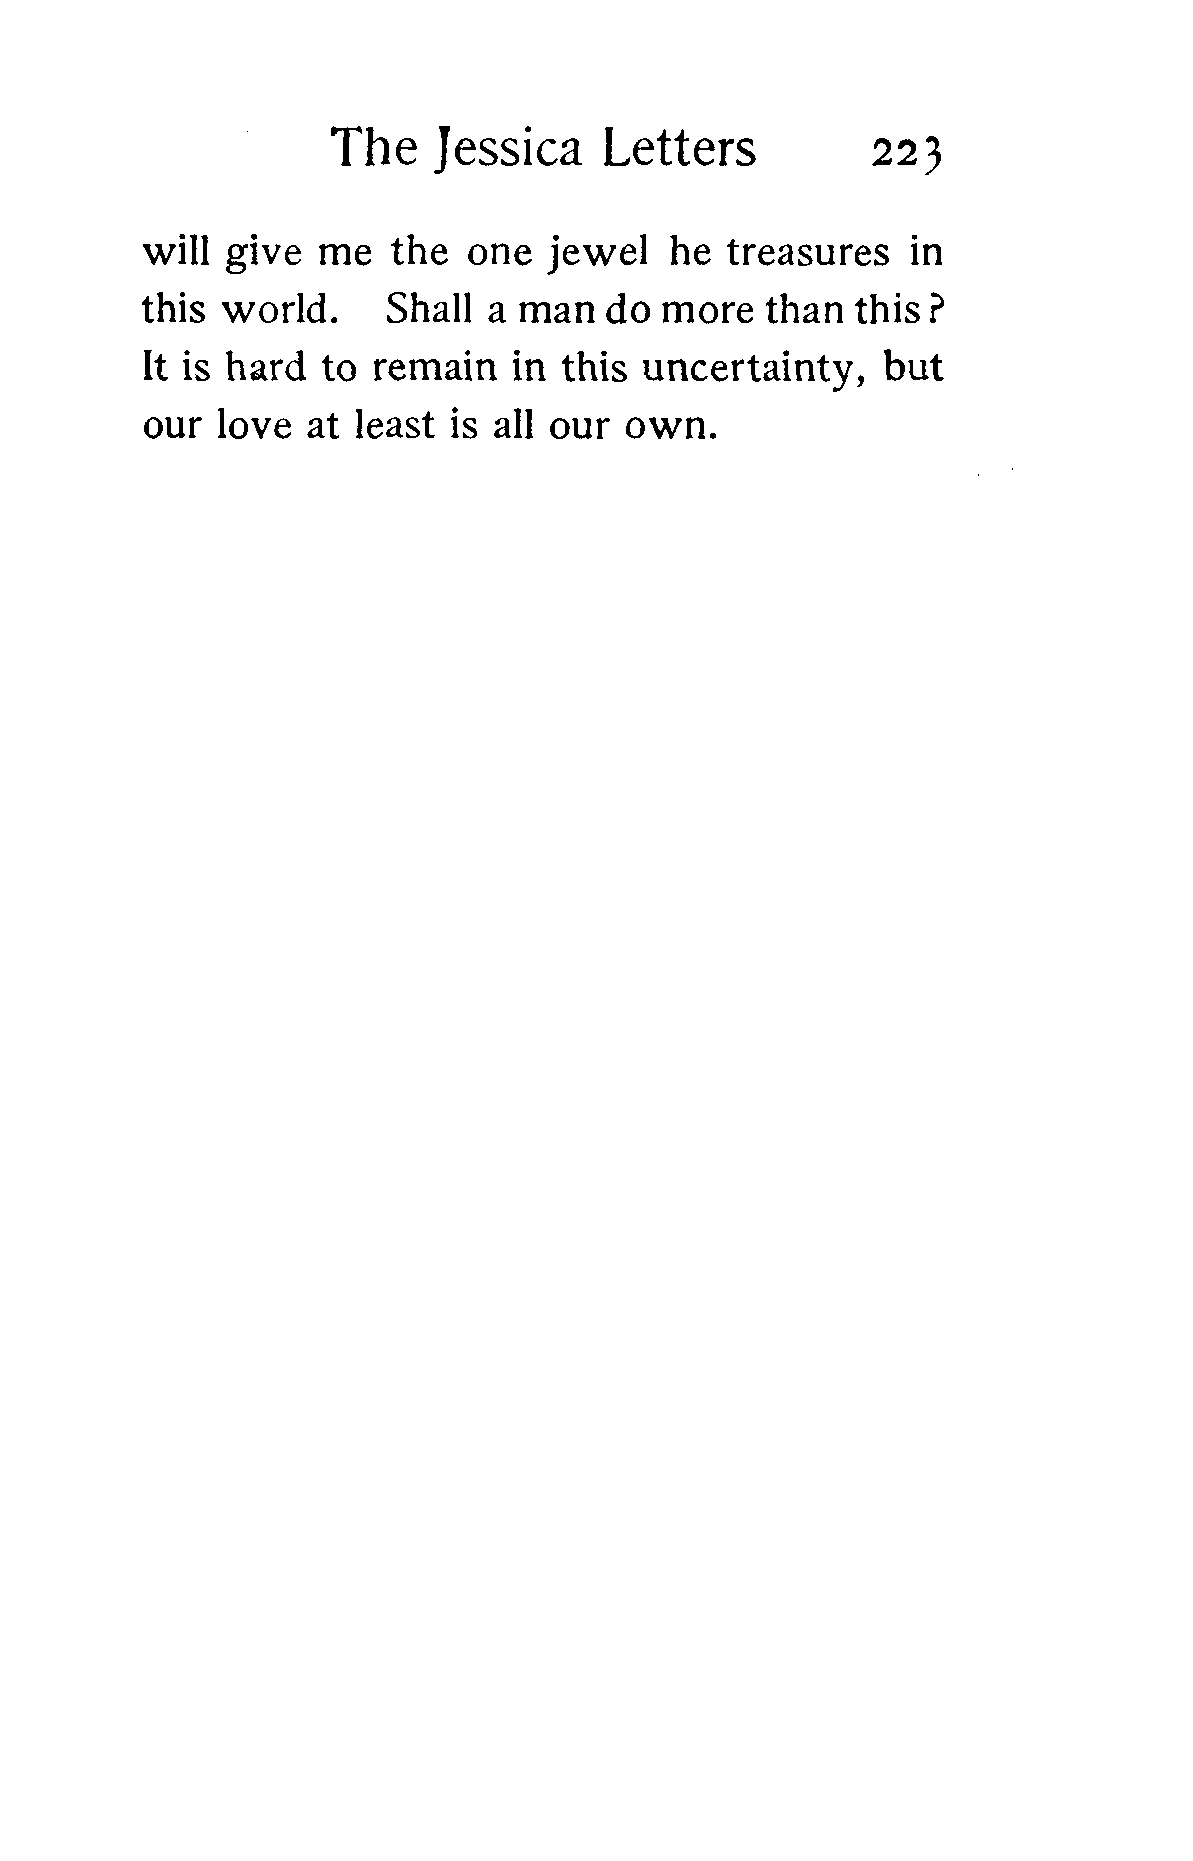 The Jessica Letters 223
will give me the one jewel he treasures in
this world. Shall a man do more than this?
It is hard to remain in this uncertainty, but
our love at least is all our own.